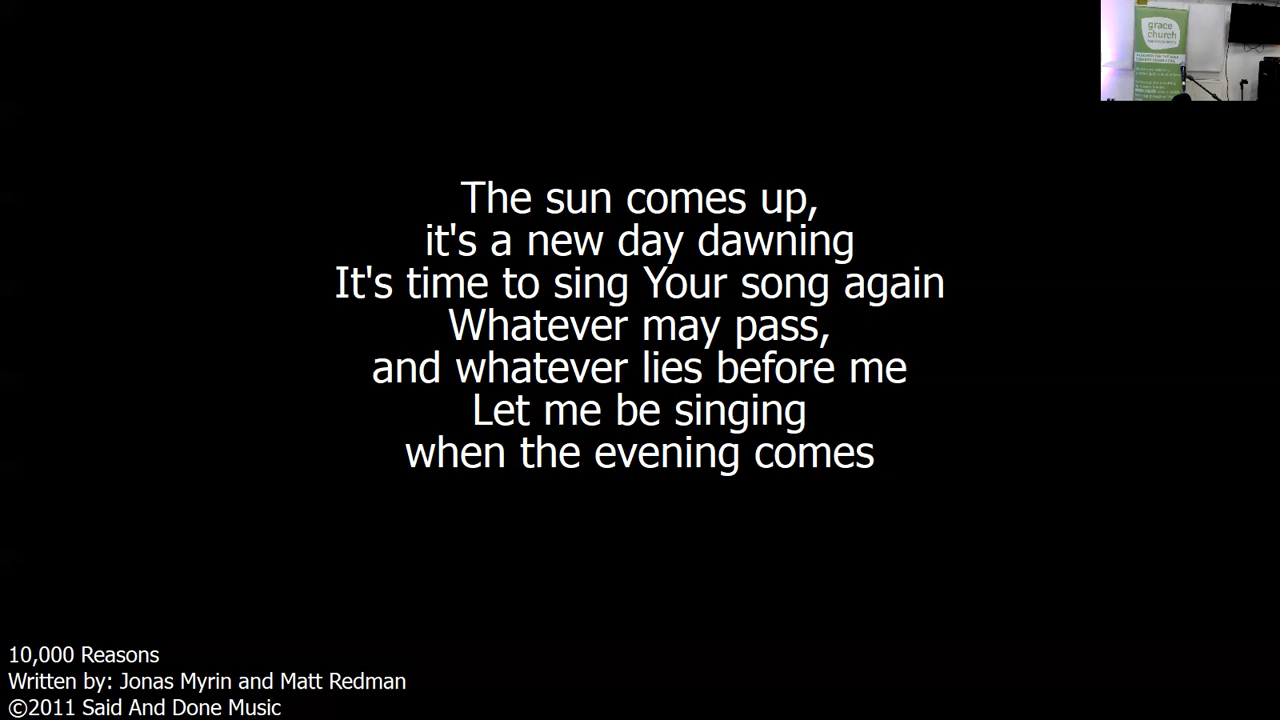 grace
church
The sun comes up,
it's a new day dawning
It's time to sing Your song again
Whatever may pass,
and whatever lies before me
Let me be singing
when the evening comes
10,000 Reasons
Written by: Jonas Myrin and Matt Redman
©2011 Said And Done Music